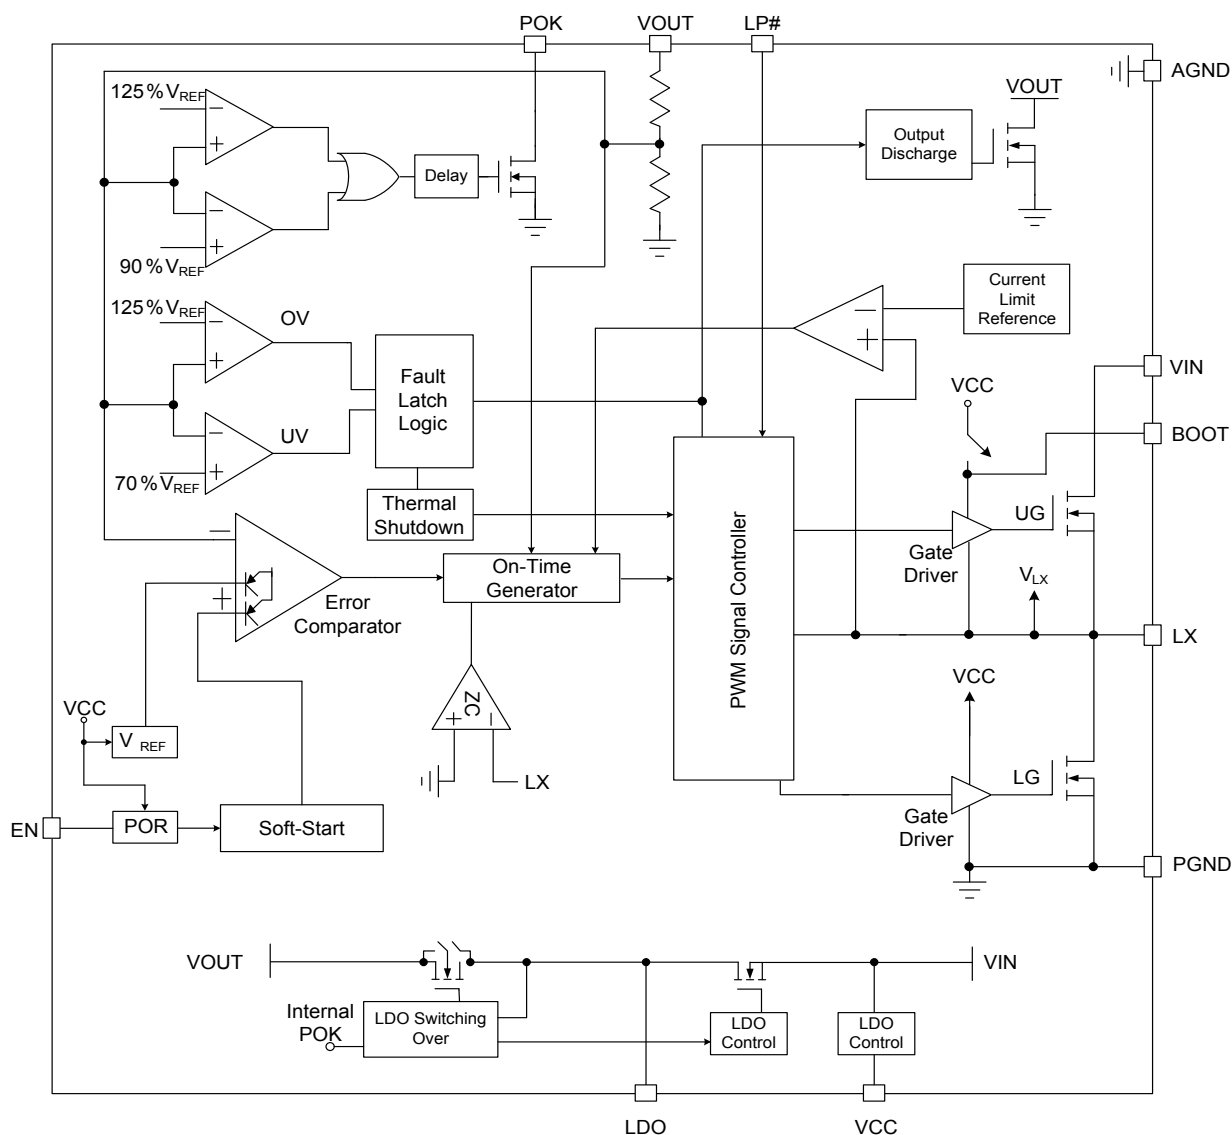 POK
VOUT
LP#
AGND
125% VREF
−
+
−
+
90% VREF
Delay
Output
Discharge
VOUT
125% VREF
−
+
OV
−
+
UV
70% VREF
Fault
Latch
Logic
Thermal
Shutdown
−
+
Current
Limit
Reference
VIN
VCC
BOOT
UG
Gate
Driver
VLX
LX
PWM Signal Controller
On-Time
Generator
−
+
Error
Comparator
ZC
+
−
LX
VCC
V REF
EN
POR
Soft-Start
VCC
LG
Gate
Driver
PGND
VOUT
VIN
Internal
POK
LDO Switching
Over
LDO
Control
LDO
Control
LDO
VCC